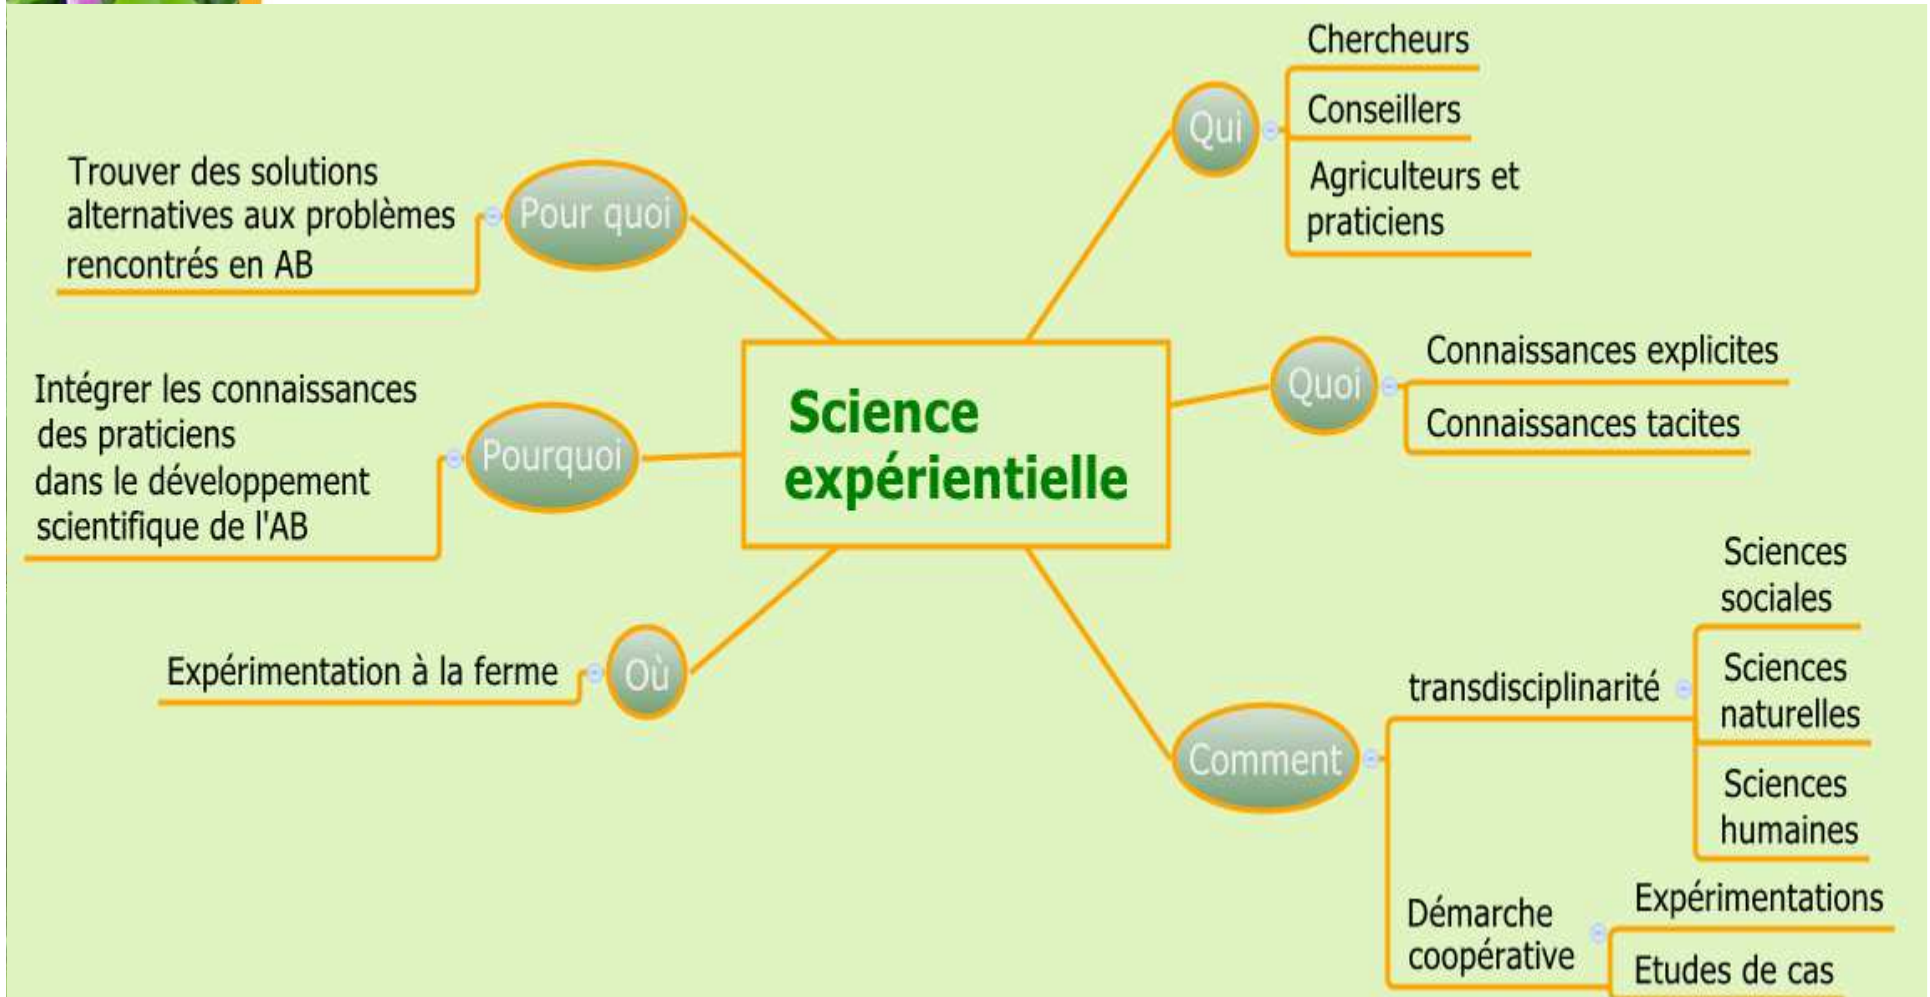 Chercheurs
Conseillers
Agriculteurs et
praticiens
Qui
Trouver des solutions
alternatives aux problèmes
rencontrés en AB
Pour quoi
Connaissances explicites
Connaissances tacites
Quoi
Intégrer les connaissances
des praticiens
dans le développement
scientifique de l'AB
Pourquoi
Science
expérientielle
Expérimentation à la ferme
Où
Comment
transdisciplinarité
Sciences
sociales
Sciences
naturelles
Sciences
humaines
Démarche
coopérative
Expérimentations
Etudes de cas